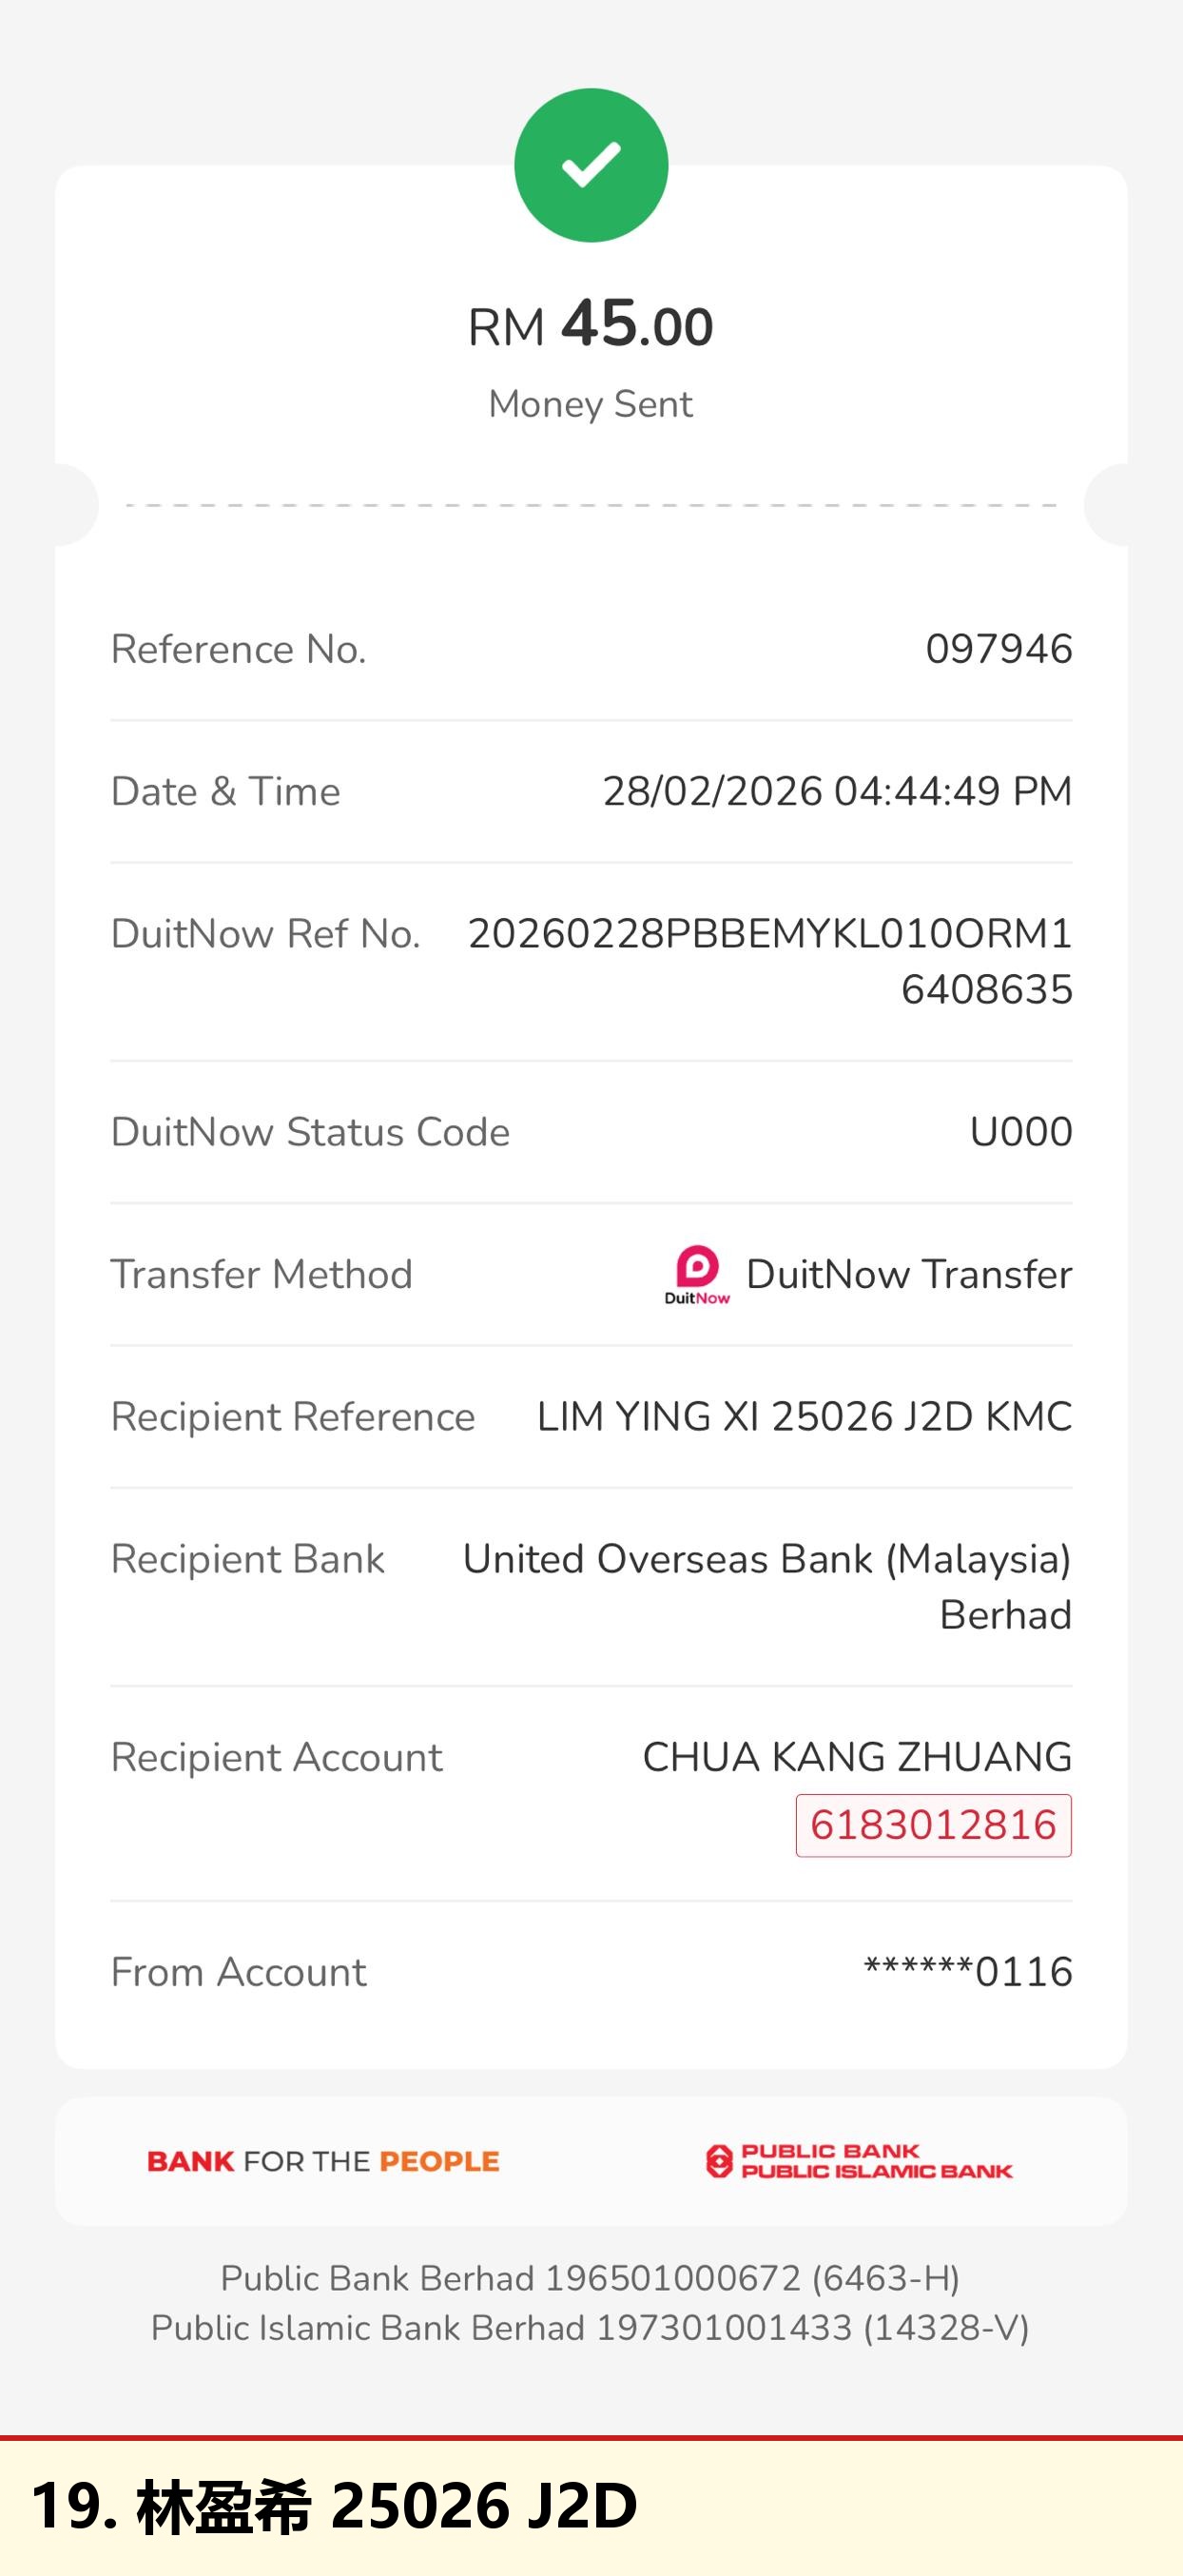 RM 45.00
Money Sent
Reference No. 097946
Date & Time 28/02/2026 04:44:49 PM
DuitNow Ref No. 20260228PBBEMYKL010ORM1
6408635
DuitNow Status Code U000
Transfer Method DuitNow DuitNow Transfer
Recipient Reference LIM YING XI 25026 J2D KMC
Recipient Bank United Overseas Bank (Malaysia)
Berhad
Recipient Account CHUA KANG ZHUANG
6183012816
From Account ******0116
BANK FOR THE PEOPLE PUBLIC BANK
PUBLIC ISLAMIC BANK
Public Bank Berhad 196501000672 (6463-H)
Public Islamic Bank Berhad 197301001433 (14328-V)
19. 林盈希 25026 J2D